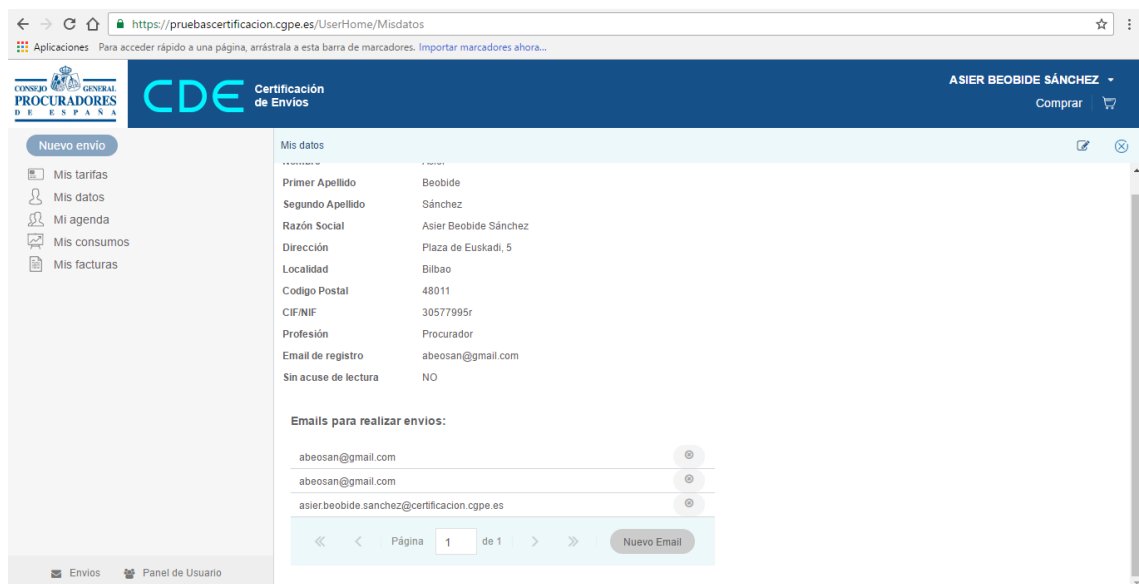 https://pruebascertificacion.cgpe.es/UserHome/Misdatos
Aplicaciones Para acceder rápido a una página, arrástrala a esta barra de marcadores. Importar marcadores ahora...
CONSEJO GENERAL
PROCURADORES
DE ESPAÑA
CDE Certificación
de Envíos
ASIER BEOBIDE SÁNCHEZ
Comprar
Nuevo envío
Mis tarifas
Mis datos
Mi agenda
Mis consumos
Mis facturas
Mis datos
Primer Apellido Beobide
Segundo Apellido Sánchez
Razón Social Asier Beobide Sánchez
Dirección Plaza de Euskadi, 5
Localidad Bilbao
Codigo Postal 48011
CIF/NIF 30577995r
Profesión Procurador
Email de registro abeosan@gmail.com
Sin acuse de lectura NO
Emails para realizar envios:
abeosan@gmail.com
abeosan@gmail.com
asier.beobide.sanchez@certificacion.cgpe.es
Página 1 de 1 Nuevo Email
Envios Panel de Usuario